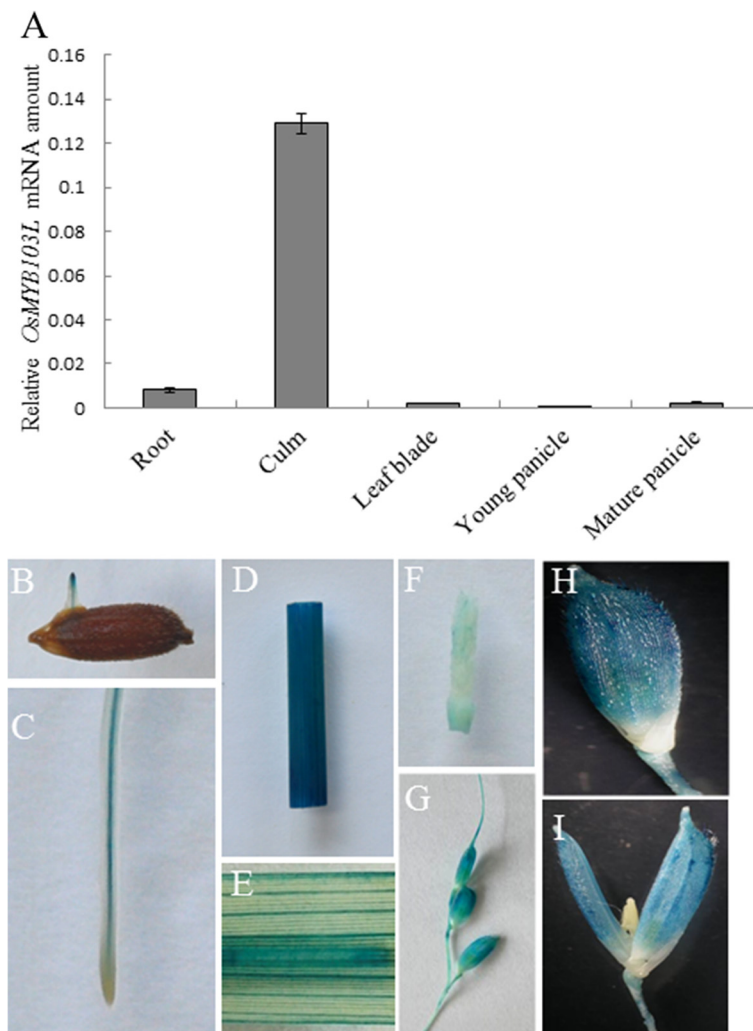 A
Relative OsMYB103L mRNA amount
0.16
0.14
0.12
0.1
0.08
0.06
0.04
0.02
0
Root
Culm
Leaf blade
Young panicle
Mature panicle
B
C
D
E
F
G
H
I